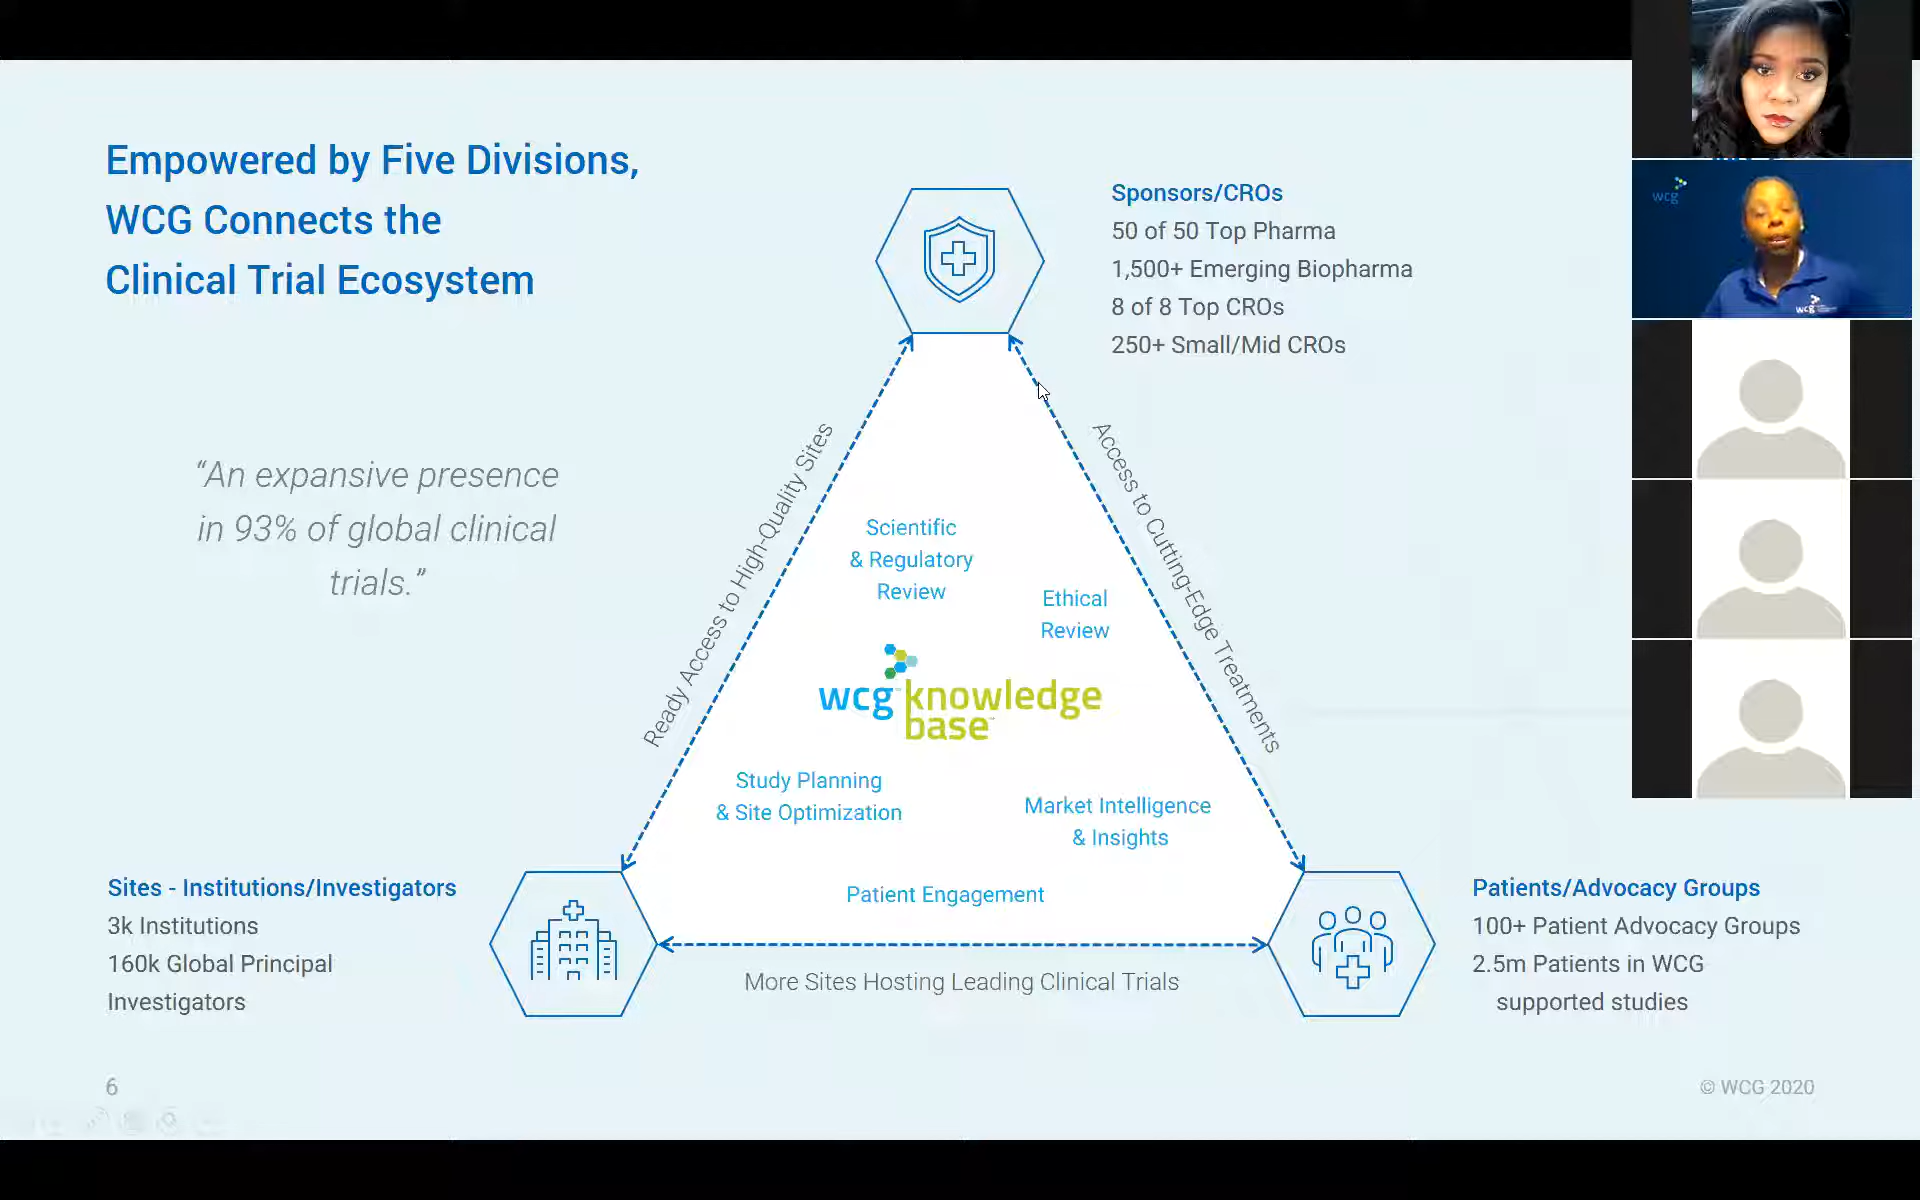 Empowered by Five Divisions,
WCG Connects the
Clinical Trial Ecosystem
“An expansive presence
in 93% of global clinical
trials.”
Sponsors/CROs
50 of 50 Top Pharma
1,500+ Emerging Biopharma
8 of 8 Top CROs
250+ Small/Mid CROs
Ready Access to High-Quality Sites
Access to Cutting-Edge Treatments
Scientific
& Regulatory
Review
Ethical
Review
wcg™ knowledge
base™
Study Planning
& Site Optimization
Market Intelligence
& Insights
Patient Engagement
More Sites Hosting Leading Clinical Trials
Sites - Institutions/Investigators
3k Institutions
160k Global Principal
Investigators
Patients/Advocacy Groups
100+ Patient Advocacy Groups
2.5m Patients in WCG
supported studies
6
© WCG 2020
wcg
wcg